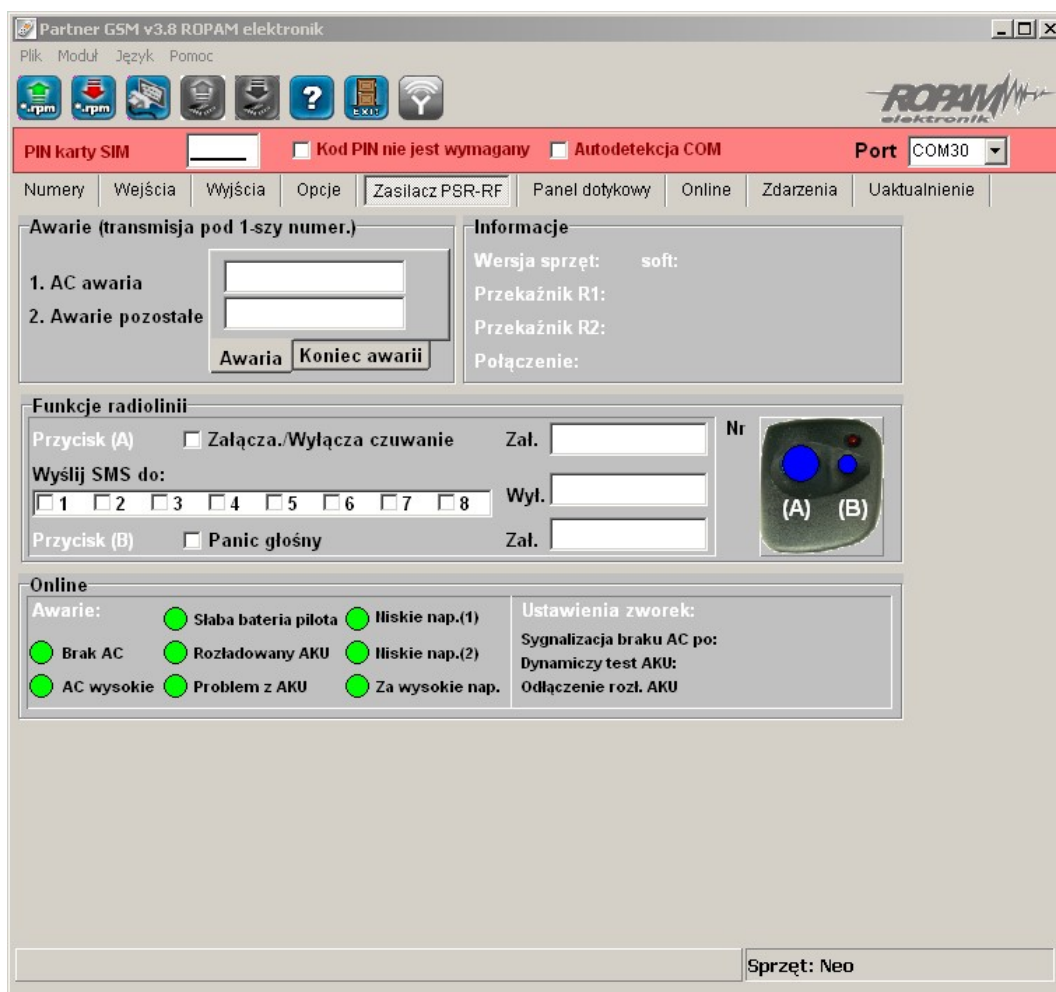 Partner GSM v3.8 ROPAM elektronik
Plik Moduł Język Pomoc
*.rpm *.rpm ? EXIT
ROPAM
elektronik
PIN karty SIM Kod PIN nie jest wymagany Autodetekcja COM Port COM30
Numery Wejścia Wyjścia Opcje Zasilacz PSR-RF Panel dotykowy Online Zdarzenia Uaktualnienie
Awarie (transmisja pod 1-szy numer.)
1. AC awaria
2. Awarie pozostałe
Awaria Koniec awarii
Informacje
Wersja sprzęt: soft:
Przekaźnik R1:
Przekaźnik R2:
Połączenie:
Funkcje radiolinii
Przycisk (A) Załącza./Wyłącza czuwanie Zał. Nr
Wyślij SMS do:
1 2 3 4 5 6 7 8 Wył.
Przycisk (B) Panic głośny Zał.
(A) (B)
Online
Awarie: Słaba bateria pilota Niskie nap.(1)
Brak AC Rozładowany AKU Niskie nap.(2)
AC wysokie Problem z AKU Za wysokie nap.
Ustawienia zworek:
Sygnalizacja braku AC po:
Dynamiczy test AKU:
Odłączenie rozł. AKU
Sprzęt: Neo